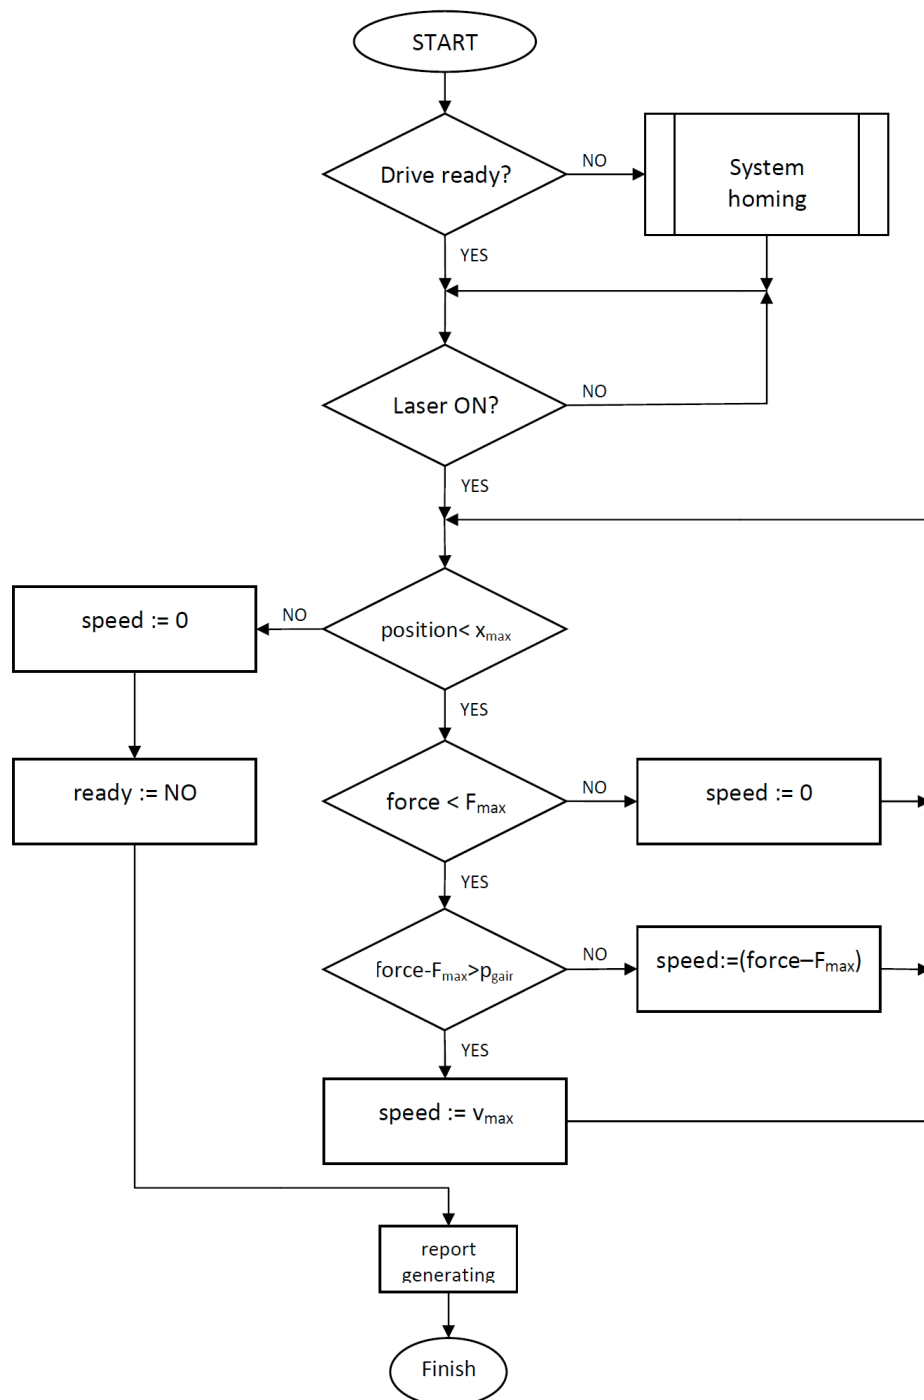 START
Drive ready?
NO
System
homing
YES
Laser ON?
NO
YES
speed := 0
NO
position< xmax
YES
ready := NO
force < Fmax
NO
speed := 0
YES
force-Fmax>pgair
NO
speed:=(force–Fmax)
YES
speed := vmax
report
generating
Finish